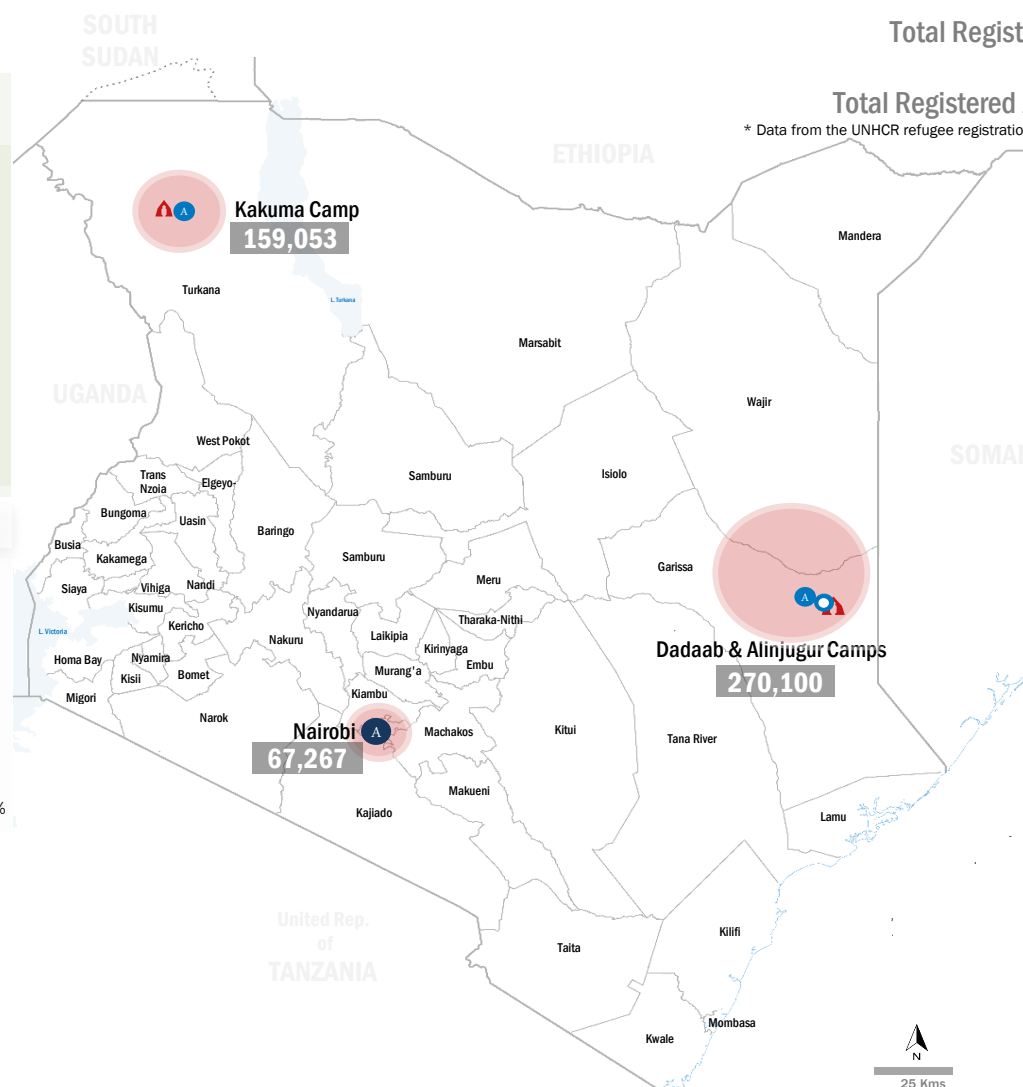 SOUTH
SUDAN
Total Regist
Total Registered
* Data from the UNHCR refugee registratio
ETHIOPIA
A
Kakuma Camp
159,053
Mandera
Turkana
L. Turkana
Marsabit
UGANDA
Wajir
West Pokot
SOMAL
Trans
Nzoia
Elgeyo-
Samburu
Isiolo
Bungoma
Uasin
Baringo
Busia
Kakamega
Samburu
Garissa
Meru
Siaya
Vihiga
Nandi
A
Kisumu
Nyandarua
Tharaka-Nithi
L. Victoria
Kericho
Laikipia
Nakuru
Kirinyaga
Dadaab & Alinjugur Camps
270,100
Homa Bay
Nyamira
Embu
Kisii
Bomet
Murang'a
Migori
Kiambu
Narok
Nairobi
A
67,267
Machakos
Kitui
Tana River
Makueni
%
Kajiado
Lamu
United Rep.
of
TANZANIA
Kilifi
Taita
Mombasa
Kwale
N
25 Kms